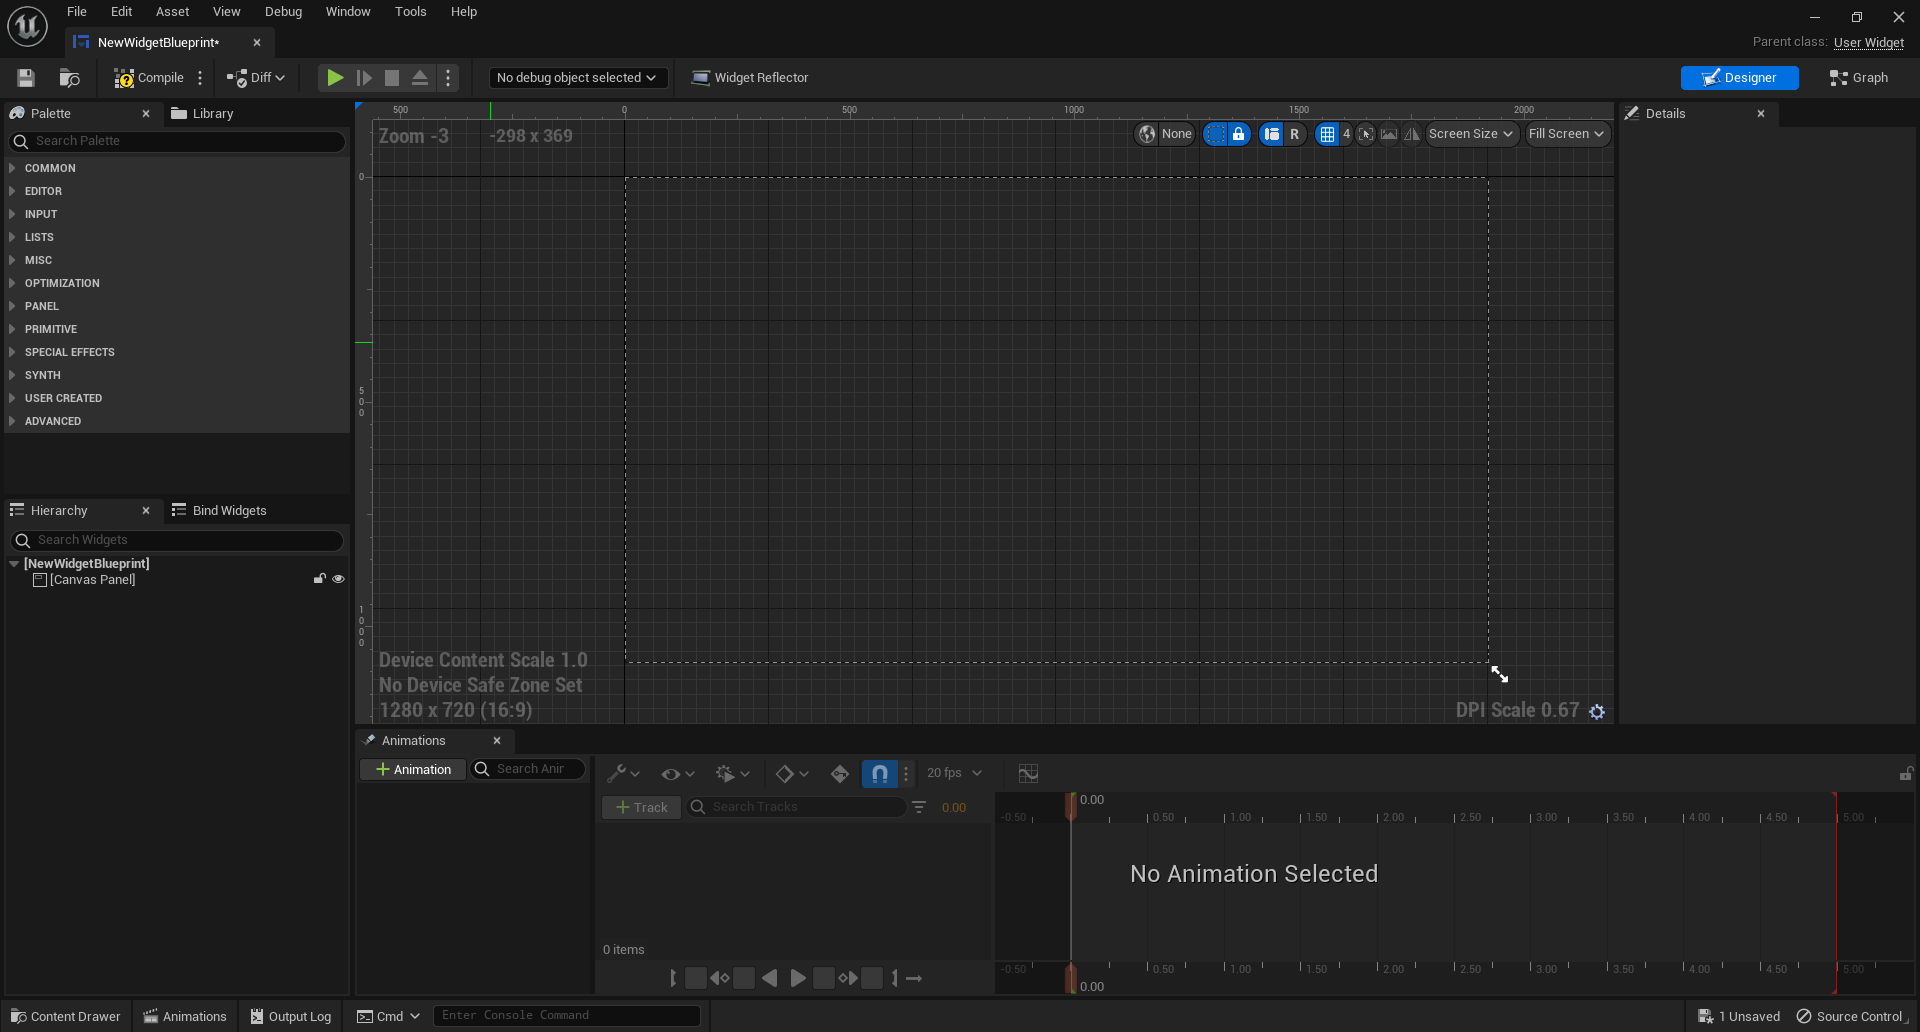 File Edit Asset View Debug Window Tools Help
NewWidgetBlueprint*
Parent class: User Widget
Compile Diff No debug object selected Widget Reflector Designer Graph
Palette Library
Search Palette
COMMON
EDITOR
INPUT
LISTS
MISC
OPTIMIZATION
PANEL
PRIMITIVE
SPECIAL EFFECTS
SYNTH
USER CREATED
ADVANCED
Hierarchy Bind Widgets
Search Widgets
[NewWidgetBlueprint]
[Canvas Panel]
500 0 500 1000 1500 2000
Zoom -3 -298 x 369
None R 4 Screen Size Fill Screen
0
500
1000
Device Content Scale 1.0
No Device Safe Zone Set
1280 x 720 (16:9)
DPI Scale 0.67
Details
Animations
Animation Search Anir
20 fps
Track Search Tracks 0.00
0.00
-0.50 0.50 1.00 1.50 2.00 2.50 3.00 3.50 4.00 4.50 5.00
No Animation Selected
0 items
-0.50 0.50 1.00 1.50 2.00 2.50 3.00 3.50 4.00 4.50 5.00
0.00
Content Drawer Animations Output Log Cmd Enter Console Command 1 Unsaved Source Control